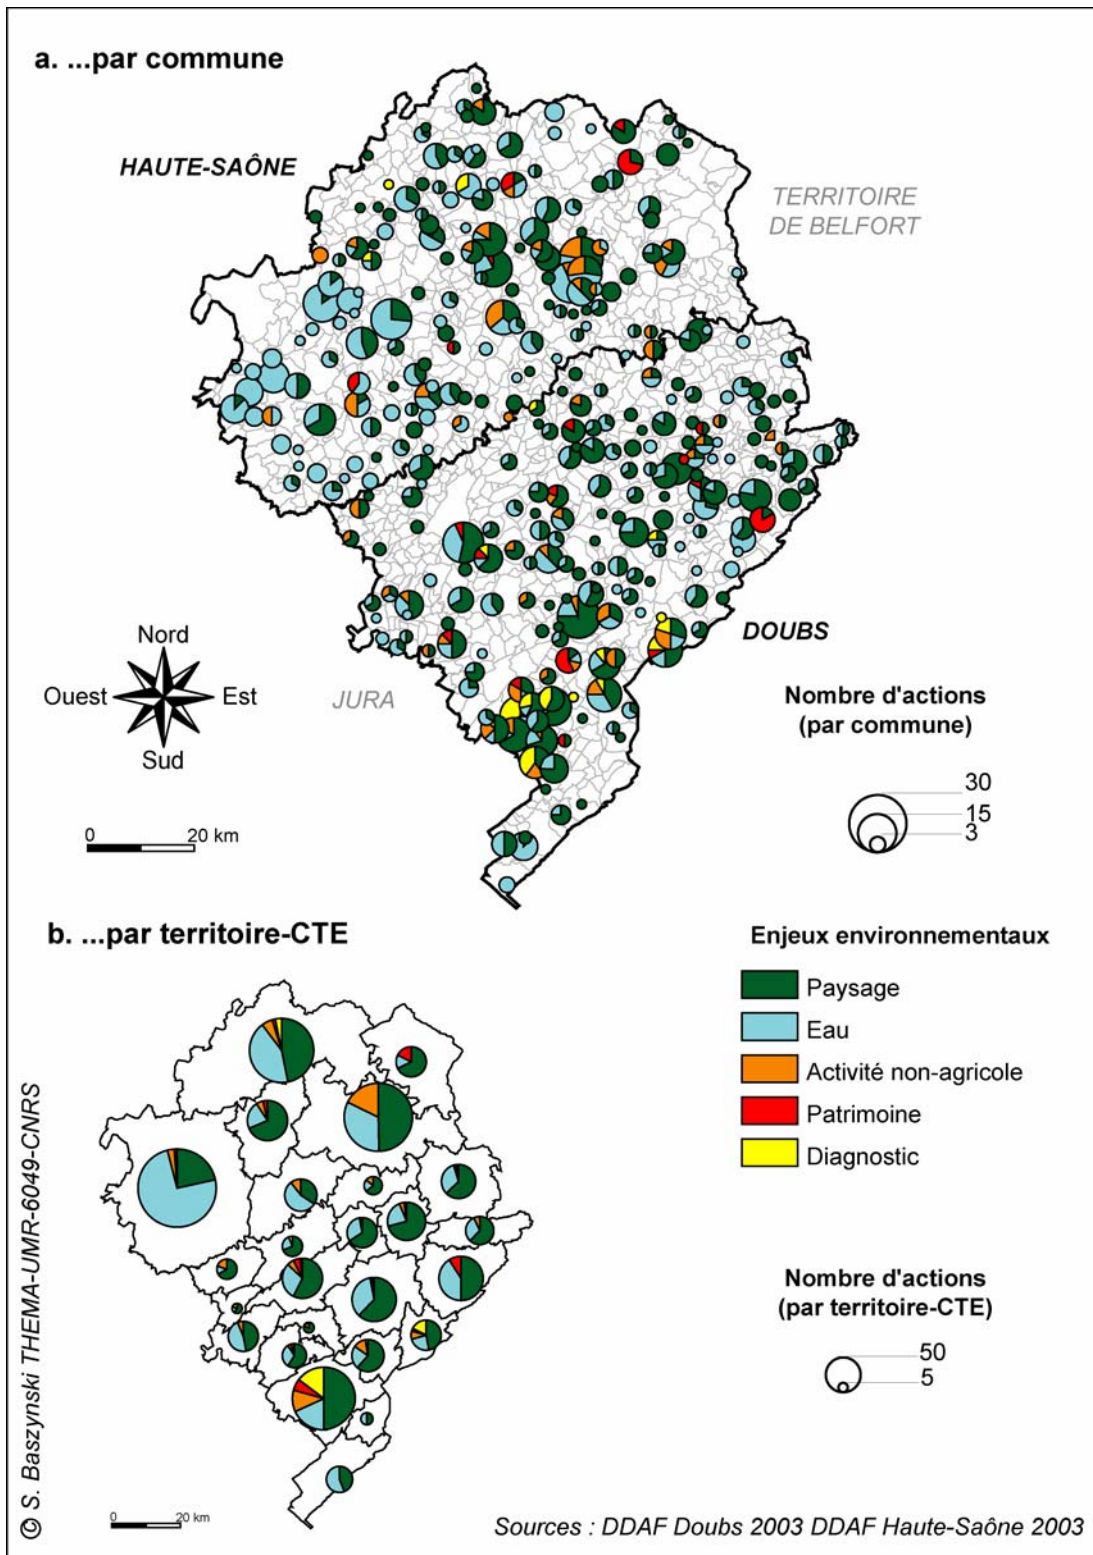 a. ...par commune
HAUTE-SAÔNE
TERRITOIRE
DE BELFORT
Nord
Ouest
Est
Sud
JURA
DOUBS
0
20 km
Nombre d'actions
(par commune)
30
15
3
b. ...par territoire-CTE
Enjeux environnementaux
Paysage
Eau
Activité non-agricole
Patrimoine
Diagnostic
Nombre d'actions
(par territoire-CTE)
50
5
0
20 km
© S. Baszynski THEMA-UMR-6049-CNRS
Sources : DDAF Doubs 2003 DDAF Haute-Saône 2003